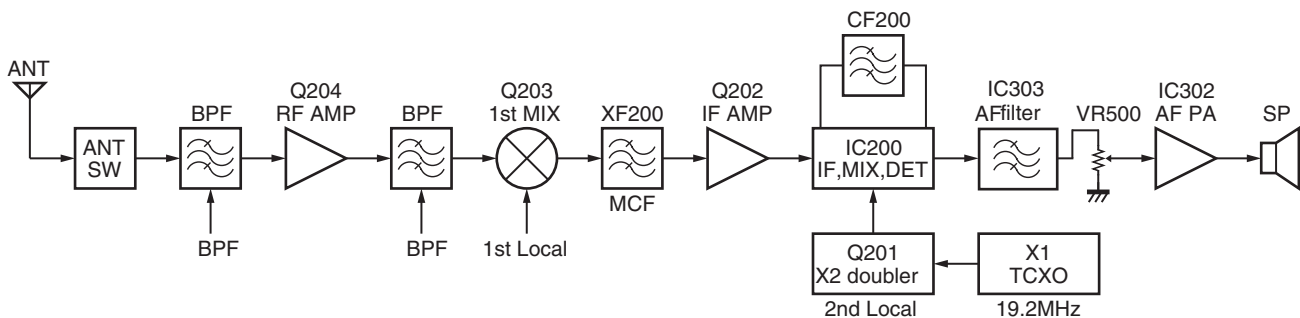 CF200
ANT
Q204
RF AMP
Q203
1st MIX
Q202
IF AMP
IC303
AFfilter
IC302
AF PA
BPF
BPF
XF200
VR500
SP
ANT
SW
IC200
IF,MIX,DET
MCF
BPF
BPF
1st Local
Q201
X2 doubler
X1
TCXO
2nd Local
19.2MHz